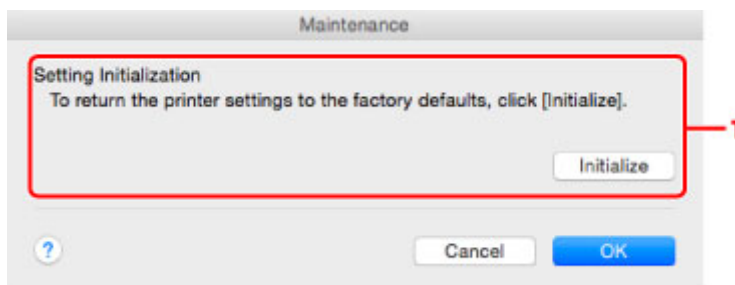 Maintenance
Setting Initialization
To return the printer settings to the factory defaults, click [Initialize].
1
Initialize
?
Cancel
OK